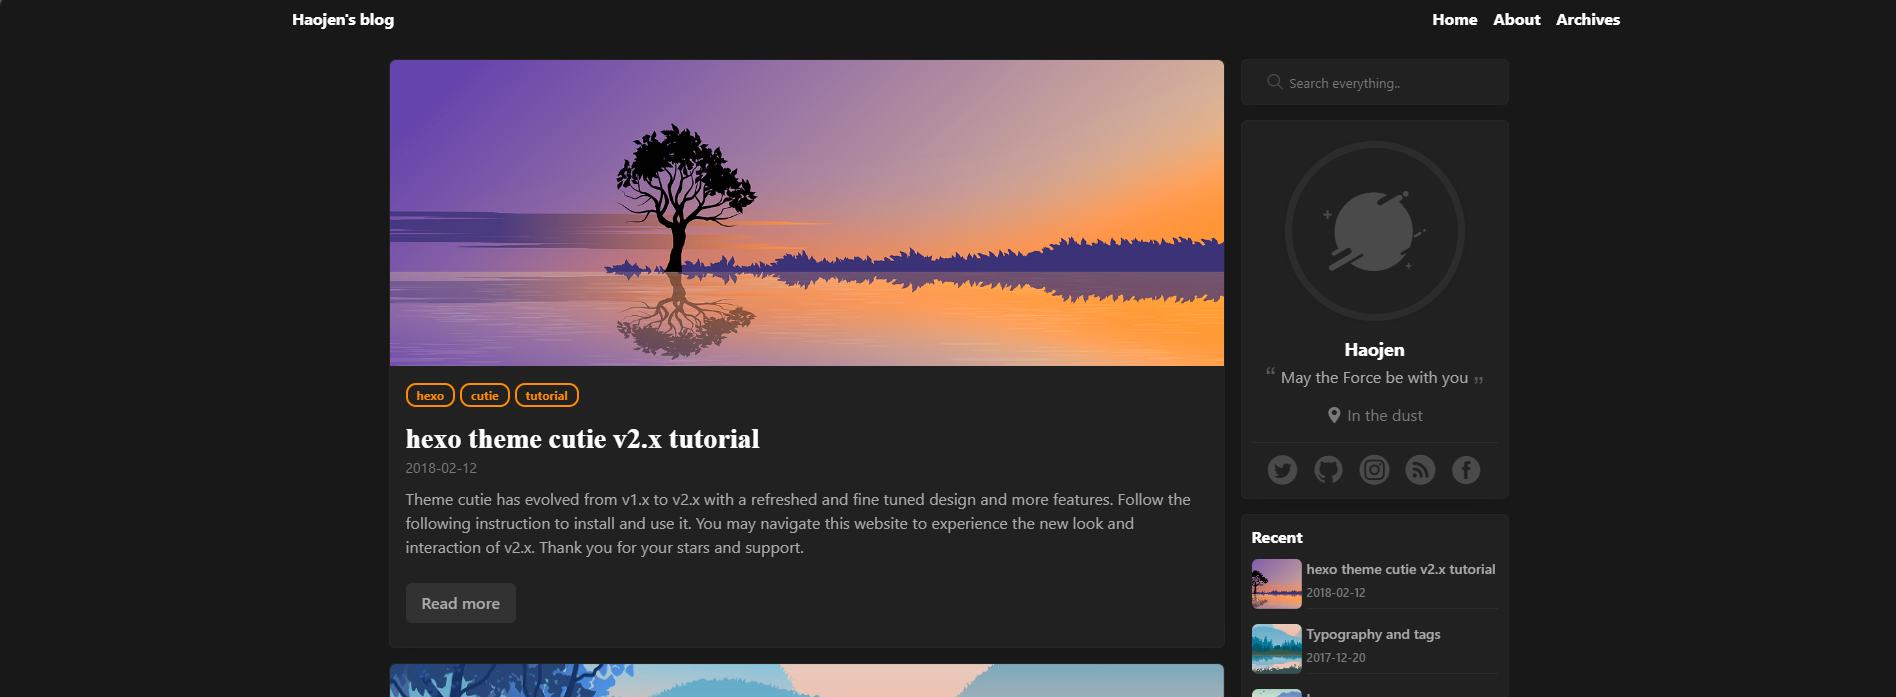 Haojen's blog
Home About Archives
Search everything..
hexo cutie tutorial
hexo theme cutie v2.x tutorial
2018-02-12
Theme cutie has evolved from v1.x to v2.x with a refreshed and fine tuned design and more features. Follow the
following instruction to install and use it. You may navigate this website to experience the new look and
interaction of v2.x. Thank you for your stars and support.
Read more
Haojen
“ May the Force be with you ”
In the dust
Recent
hexo theme cutie v2.x tutorial
2018-02-12
Typography and tags
2017-12-20